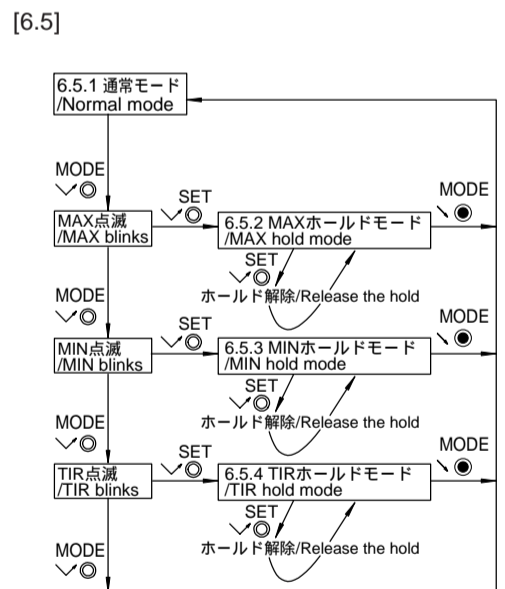 [6.5]
6.5.1 通常モード
/Normal mode
MODE
MAX点滅
/MAX blinks
SET
6.5.2 MAXホールドモード
/MAX hold mode
MODE
SET
ホールド解除/Release the hold
MODE
MIN点滅
/MIN blinks
SET
6.5.3 MINホールドモード
/MIN hold mode
MODE
SET
ホールド解除/Release the hold
MODE
TIR点滅
/TIR blinks
SET
6.5.4 TIRホールドモード
/TIR hold mode
MODE
SET
ホールド解除/Release the hold
MODE